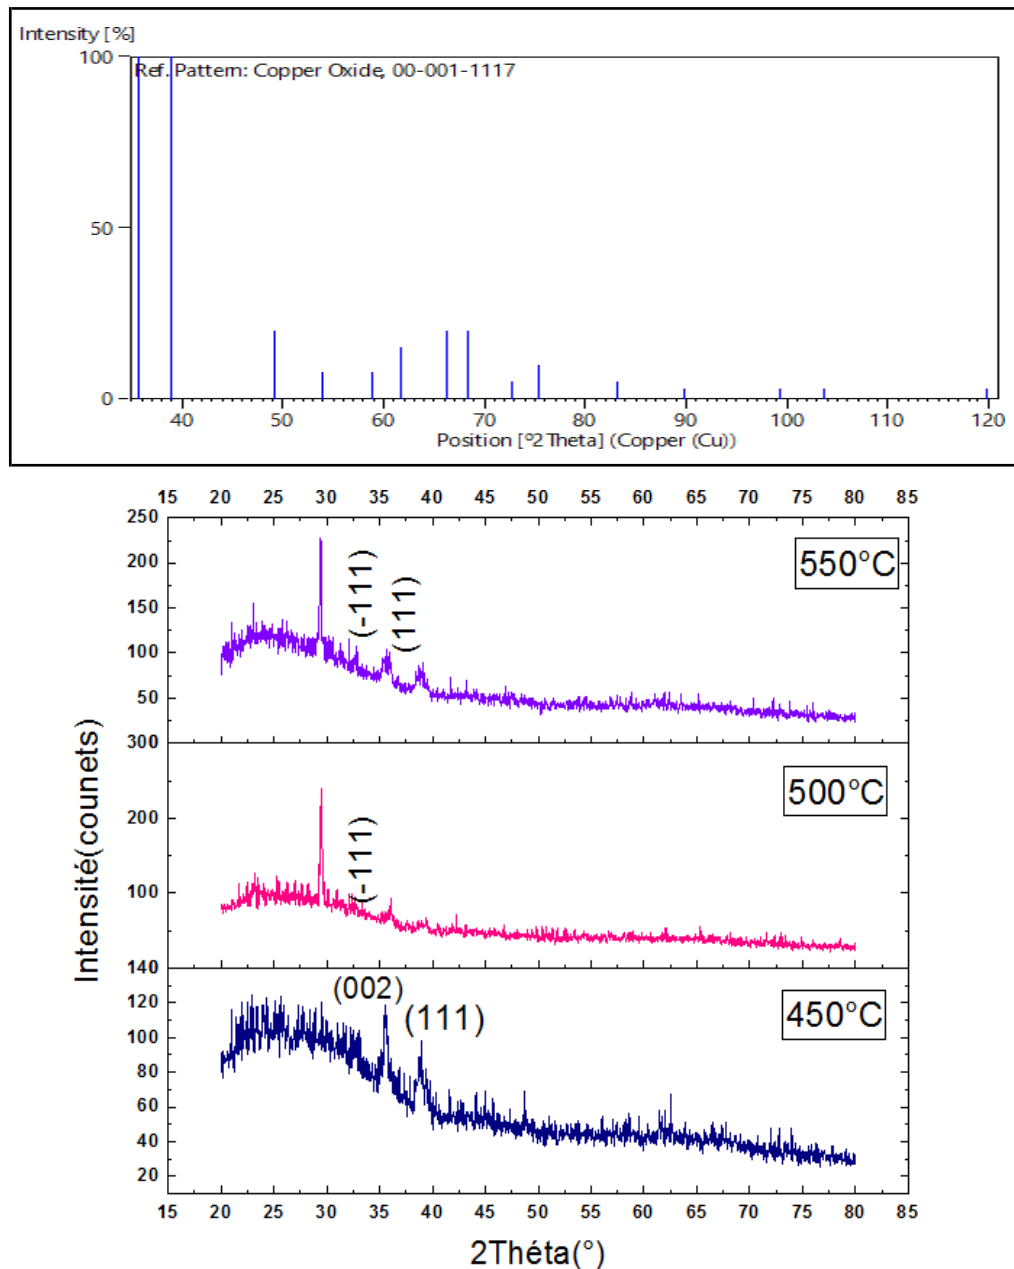 Intensity [%]
Ref. Pattern: Copper Oxide, 00-001-1117
100
50
0
40 50 60 70 80 90 100 110 120
Position [°2 Theta] (Copper (Cu))
15 20 25 30 35 40 45 50 55 60 65 70 75 80 85
250
200
150
100
50
550°C
(-111)
(111)
300
200
100
500°C
(-111)
140
120
100
80
60
40
20
450°C
(002)
(111)
Intensité(counets)
15 20 25 30 35 40 45 50 55 60 65 70 75 80 85
2Théta(°)